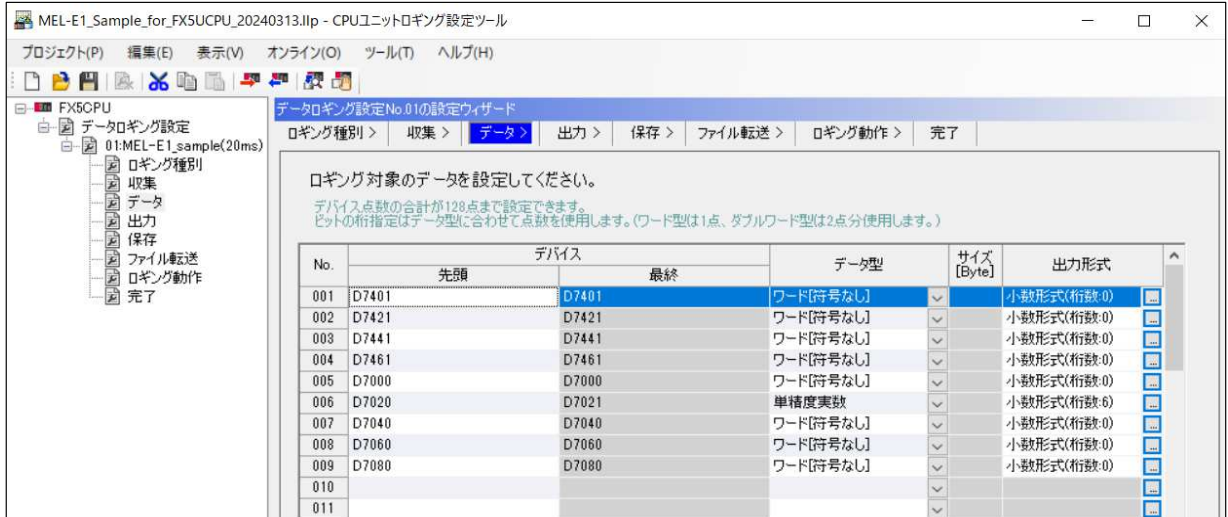 MEL-E1_Sample_for_FX5UCPU_20240313.llp - CPUユニットロギング設定ツール
プロジェクト(P) 編集(E) 表示(V) オンライン(O) ツール(T) ヘルプ(H)
FX5CPU
データロギング設定
01:MEL-E1_sample(20ms)
ロギング種別
収集
データ
出力
保存
ファイル転送
ロギング動作
完了
データロギング設定No.01の設定ウィザード
ロギング種別 > 収集 > データ > 出力 > 保存 > ファイル転送 > ロギング動作 > 完了
ロギング対象のデータを設定してください。
デバイス点数の合計が128点まで設定できます。
ビットの桁指定はデータ型に合わせて点数を使用します。(ワード型は1点、ダブルワード型は2点分使用します。)
No. デバイス データ型 サイズ [Byte] 出力形式
先頭 最終
001 D7401 D7401 ワード[符号なし] 小数形式(桁数:0) ...
002 D7421 D7421 ワード[符号なし] 小数形式(桁数:0) ...
003 D7441 D7441 ワード[符号なし] 小数形式(桁数:0) ...
004 D7461 D7461 ワード[符号なし] 小数形式(桁数:0) ...
005 D7000 D7000 ワード[符号なし] 小数形式(桁数:0) ...
006 D7020 D7021 単精度実数 小数形式(桁数:6) ...
007 D7040 D7040 ワード[符号なし] 小数形式(桁数:0) ...
008 D7060 D7060 ワード[符号なし] 小数形式(桁数:0) ...
009 D7080 D7080 ワード[符号なし] 小数形式(桁数:0) ...
010 ...
011 ...